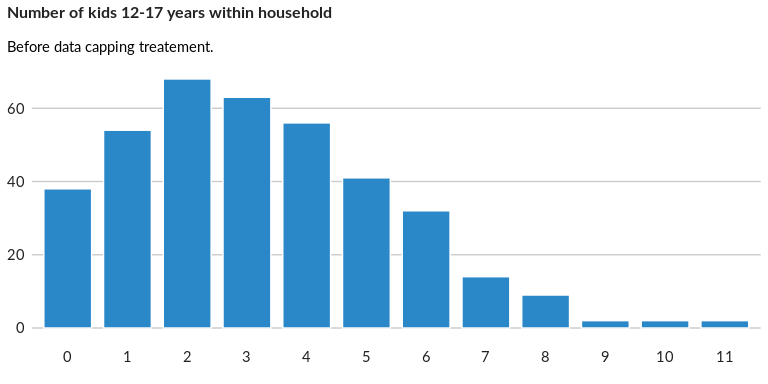 Number of kids 12-17 years within household
Before data capping treatement.
60
40
20
0
0 1 2 3 4 5 6 7 8 9 10 11